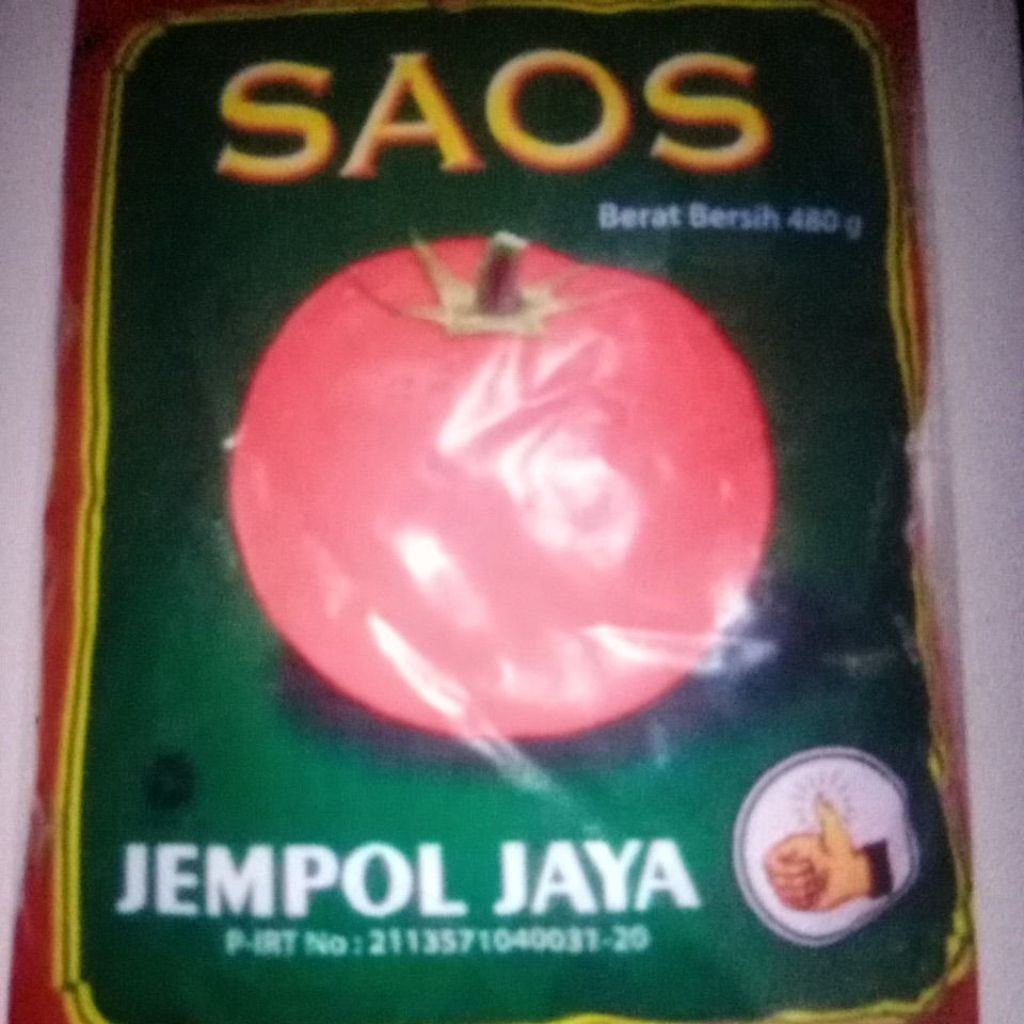 SAOS
Berat Bersih 480 g
JEMPOL JAYA
P-IRT No : 2113571040031-20